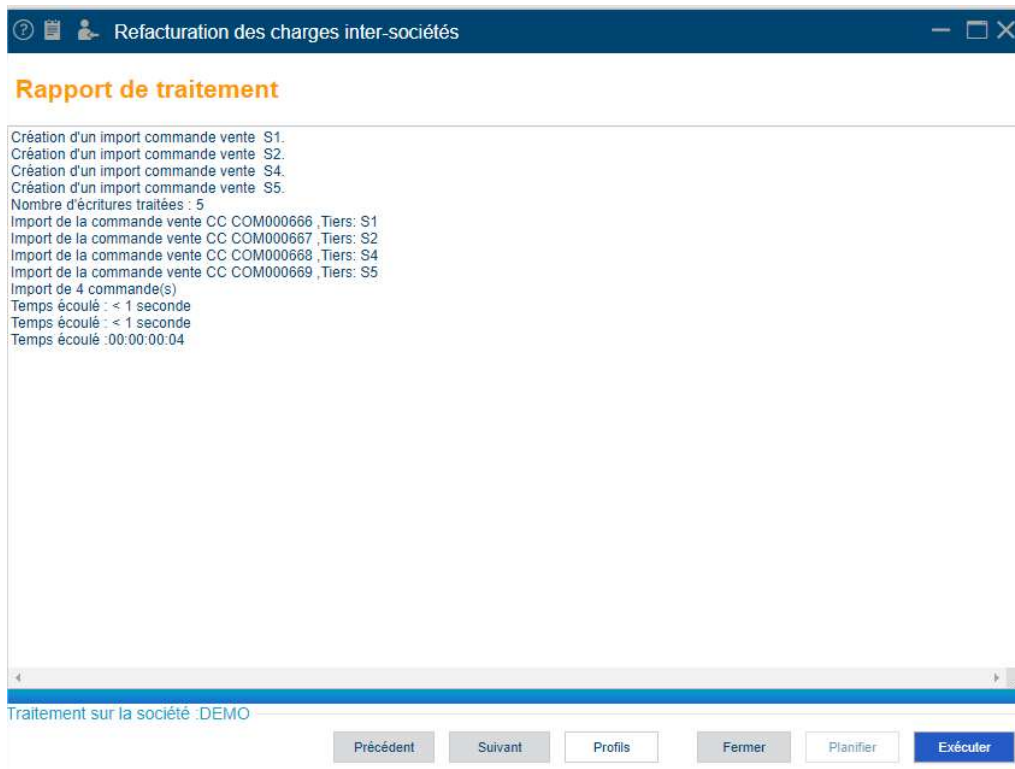 Refacturation des charges inter-sociétés
Rapport de traitement
Création d'un import commande vente  S1.
Création d'un import commande vente  S2.
Création d'un import commande vente  S4.
Création d'un import commande vente  S5.
Nombre d'écritures traitées : 5
Import de la commande vente CC COM000666 ,Tiers: S1
Import de la commande vente CC COM000667 ,Tiers: S2
Import de la commande vente CC COM000668 ,Tiers: S4
Import de la commande vente CC COM000669 ,Tiers: S5
Import de 4 commande(s)
Temps écoulé : < 1 seconde
Temps écoulé : < 1 seconde
Temps écoulé :00:00:00:04
Traitement sur la société :DEMO
Précédent Suivant Profils Fermer Planifier Exécuter